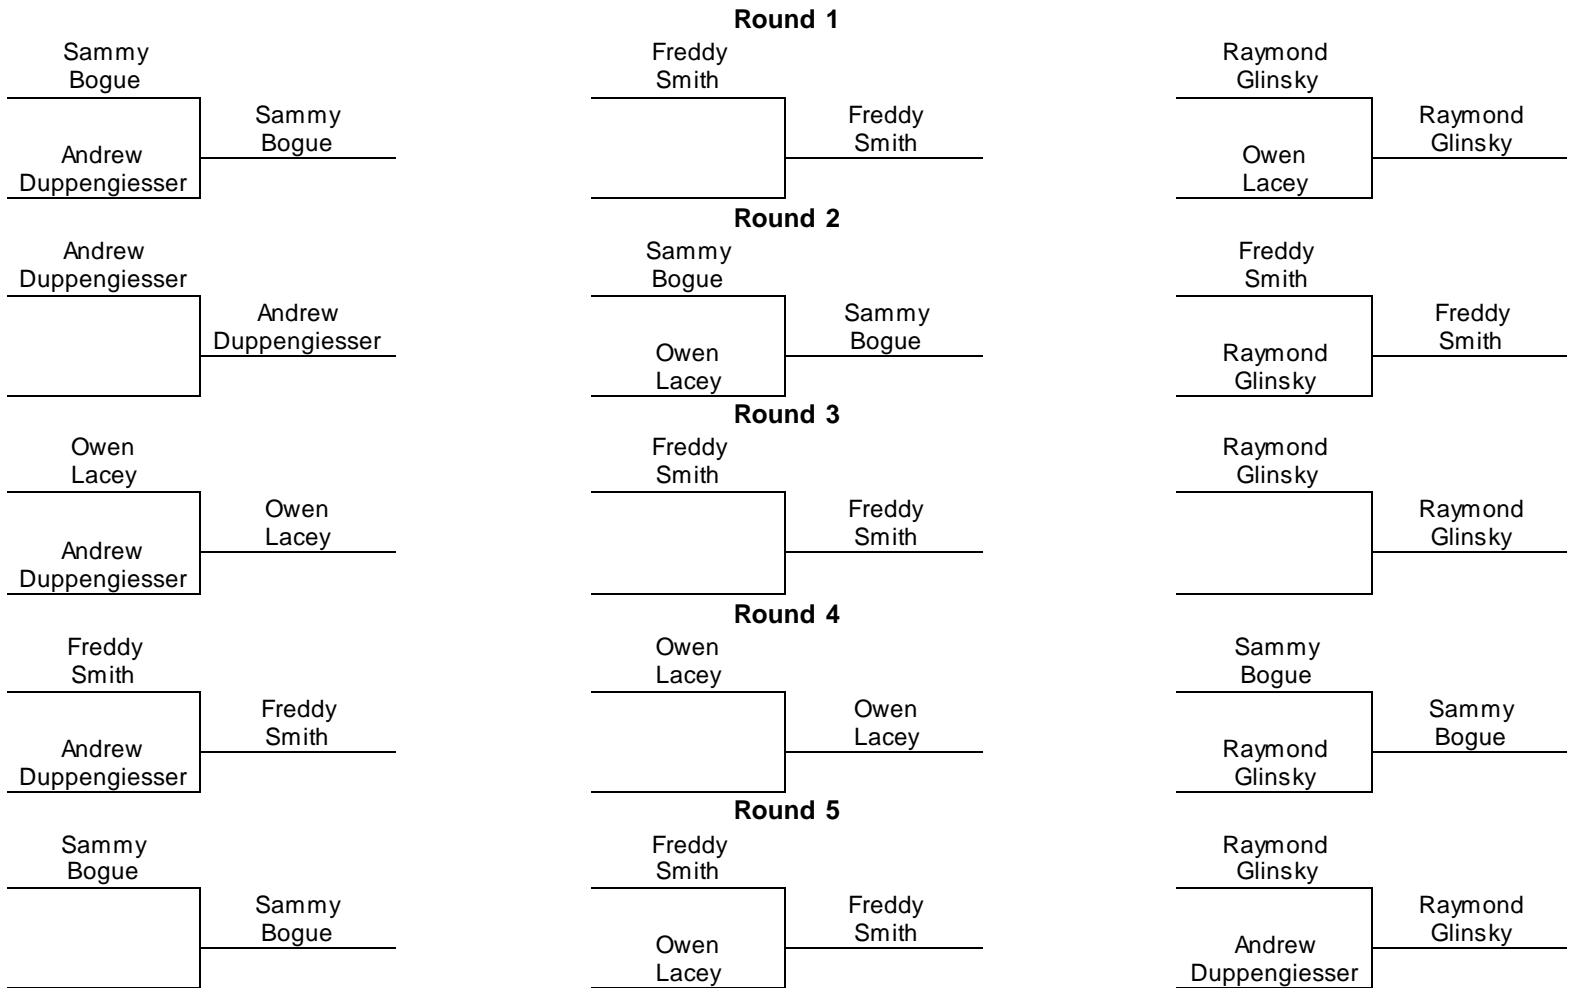 Round 1
Sammy
Bogue
Andrew
Duppengiesser
Sammy
Bogue
Freddy
Smith
Freddy
Smith
Raymond
Glinsky
Owen
Lacey
Raymond
Glinsky
Round 2
Andrew
Duppengiesser
Andrew
Duppengiesser
Sammy
Bogue
Owen
Lacey
Sammy
Bogue
Freddy
Smith
Raymond
Glinsky
Freddy
Smith
Round 3
Owen
Lacey
Andrew
Duppengiesser
Owen
Lacey
Freddy
Smith
Freddy
Smith
Raymond
Glinsky
Raymond
Glinsky
Round 4
Freddy
Smith
Andrew
Duppengiesser
Freddy
Smith
Owen
Lacey
Owen
Lacey
Sammy
Bogue
Raymond
Glinsky
Sammy
Bogue
Round 5
Sammy
Bogue
Sammy
Bogue
Freddy
Smith
Owen
Lacey
Freddy
Smith
Raymond
Glinsky
Andrew
Duppengiesser
Raymond
Glinsky